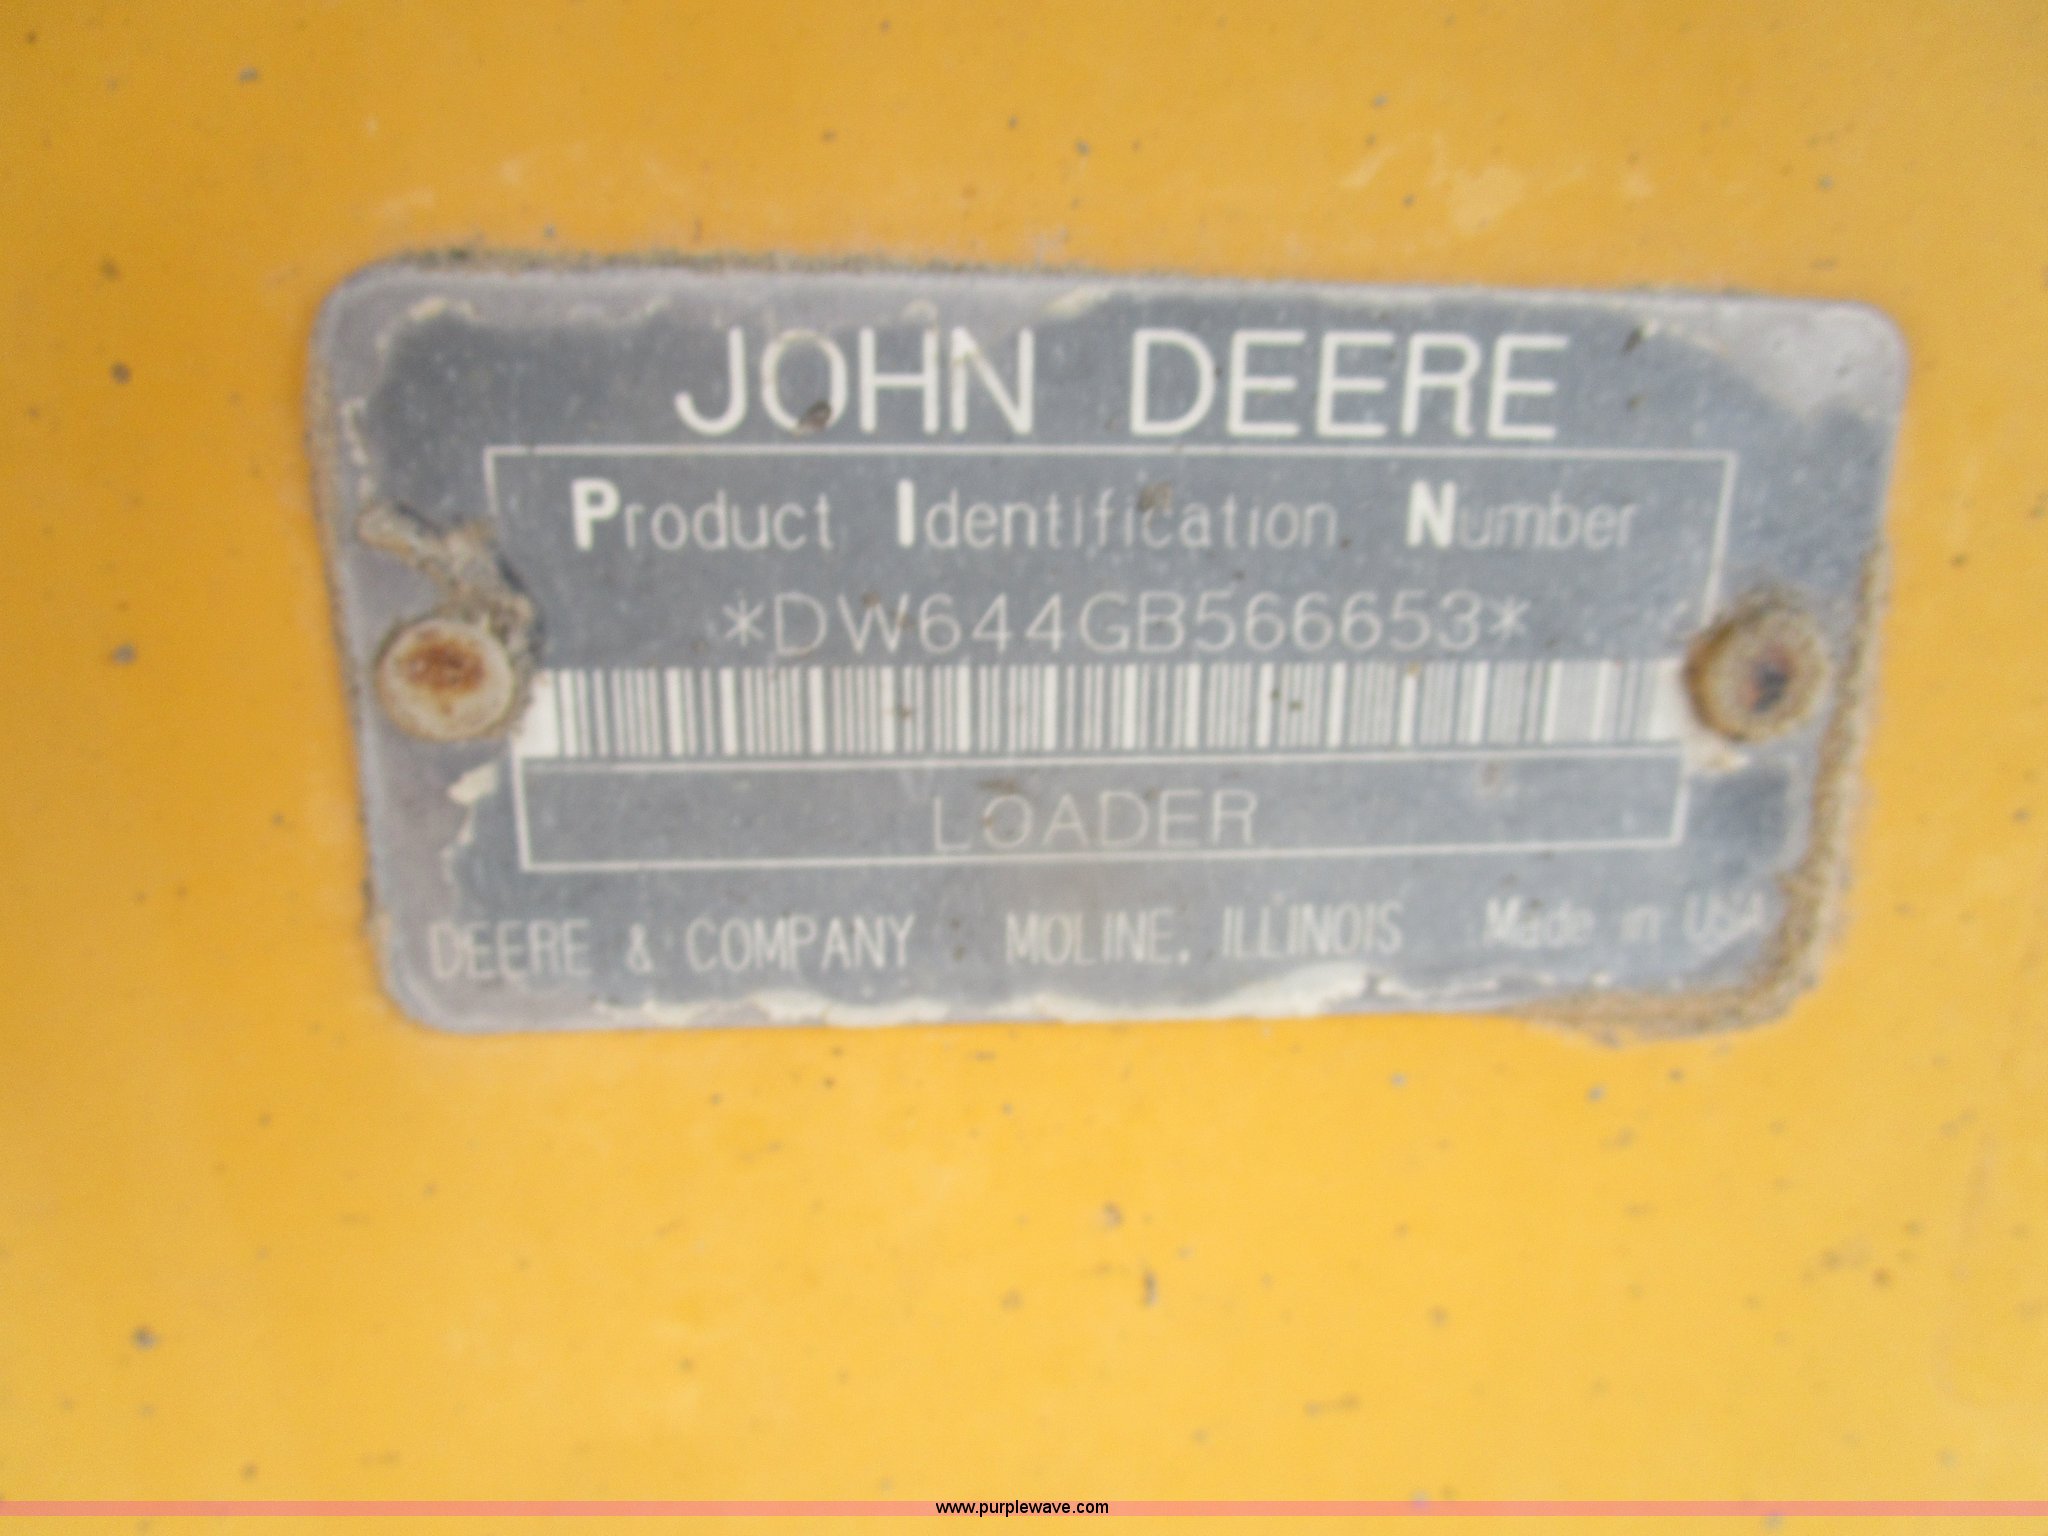 JOHN DEERE
Product Identification Number
*DW644GB566653*
LOADER
DEERE & COMPANY MOLINE, ILLINOIS Made in USA
www.purplewave.com